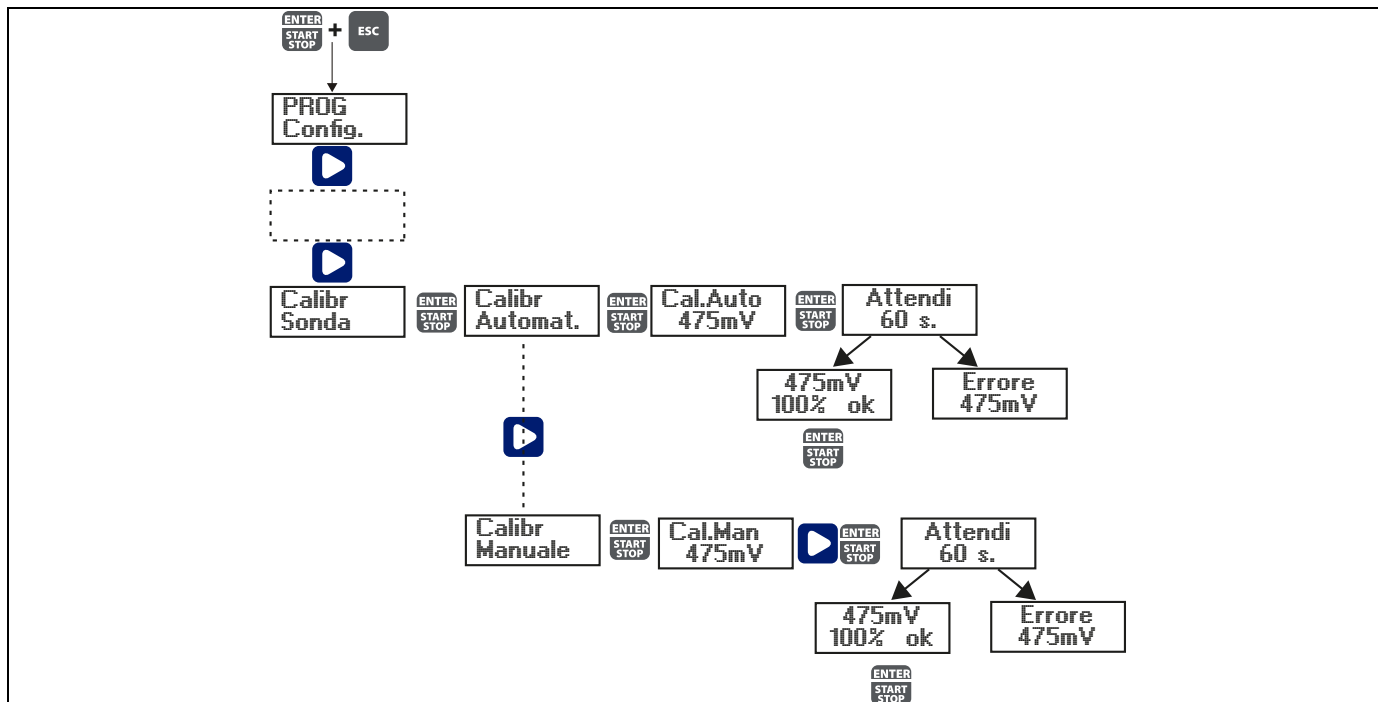 ENTER
START
STOP
+
ESC
PROG
Config.
Calibr
Sonda
ENTER
START
STOP
Calibr
Automat.
ENTER
START
STOP
Cal.Auto
475mV
ENTER
START
STOP
Attendi
60 s.
475mV
100% ok
ENTER
START
STOP
Errore
475mV
Calibr
Manuale
ENTER
START
STOP
Cal.Man
475mV
ENTER
START
STOP
Attendi
60 s.
475mV
100% ok
ENTER
START
STOP
Errore
475mV